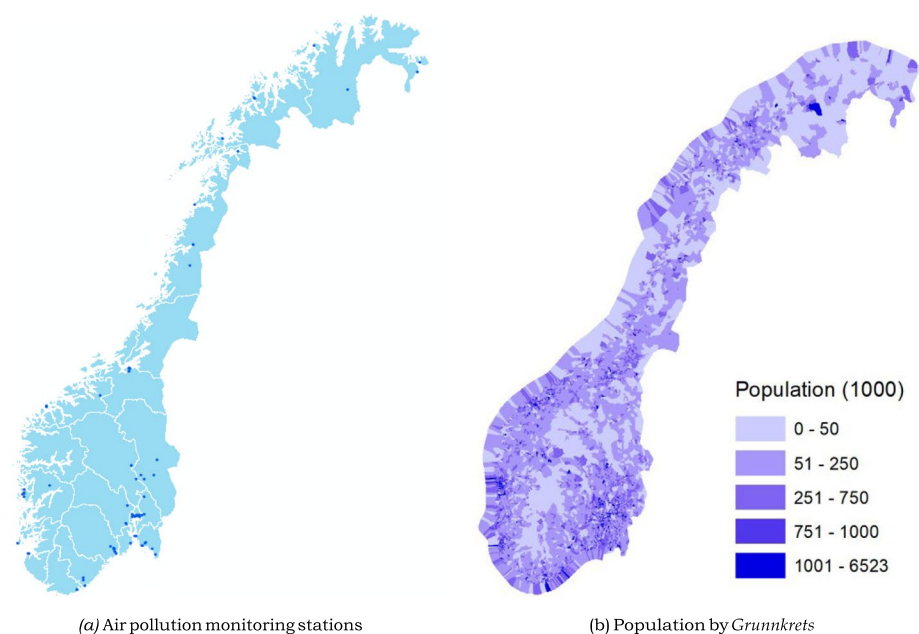 Population (1000)
0 - 50
51 - 250
251 - 750
751 - 1000
1001 - 6523
(a) Air pollution monitoring stations
(b) Population by Grunnkrets